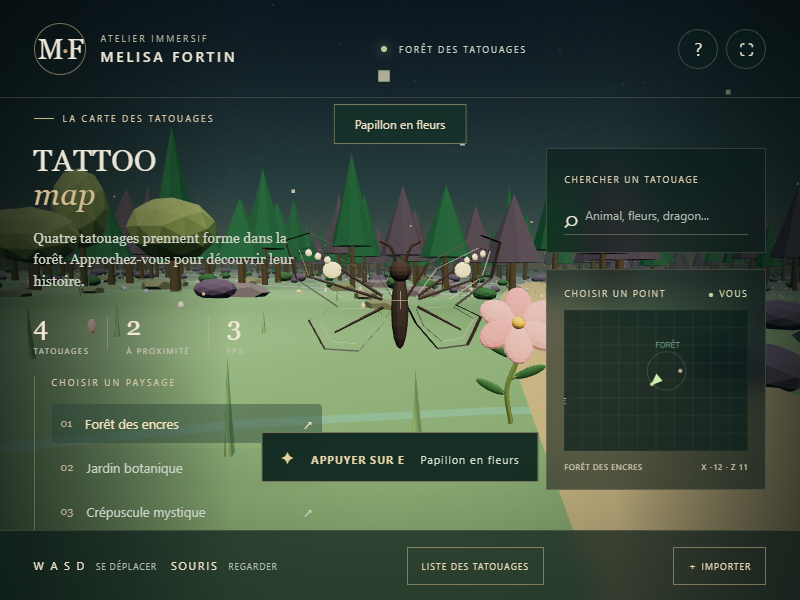 M·F
ATELIER IMMERSIF
MELISA FORTIN
FORÊT DES TATOUAGES
?
LA CARTE DES TATOUAGES
Papillon en fleurs
TATTOO
map
Quatre tatouages prennent forme dans la
forêt. Approchez-vous pour découvrir leur
histoire.
4
TATOUAGES
2
À PROXIMITÉ
3
FPS
CHOISIR UN PAYSAGE
01 Forêt des encres ↗
02 Jardin botanique
03 Crépuscule mystique ↗
CHERCHER UN TATOUAGE
Animal, fleurs, dragon...
CHOISIR UN POINT
VOUS
FORÊT
FORÊT DES ENCRES
X -12 · Z 11
✦ APPUYER SUR E Papillon en fleurs
W A S D SE DÉPLACER SOURIS REGARDER
LISTE DES TATOUAGES
+ IMPORTER